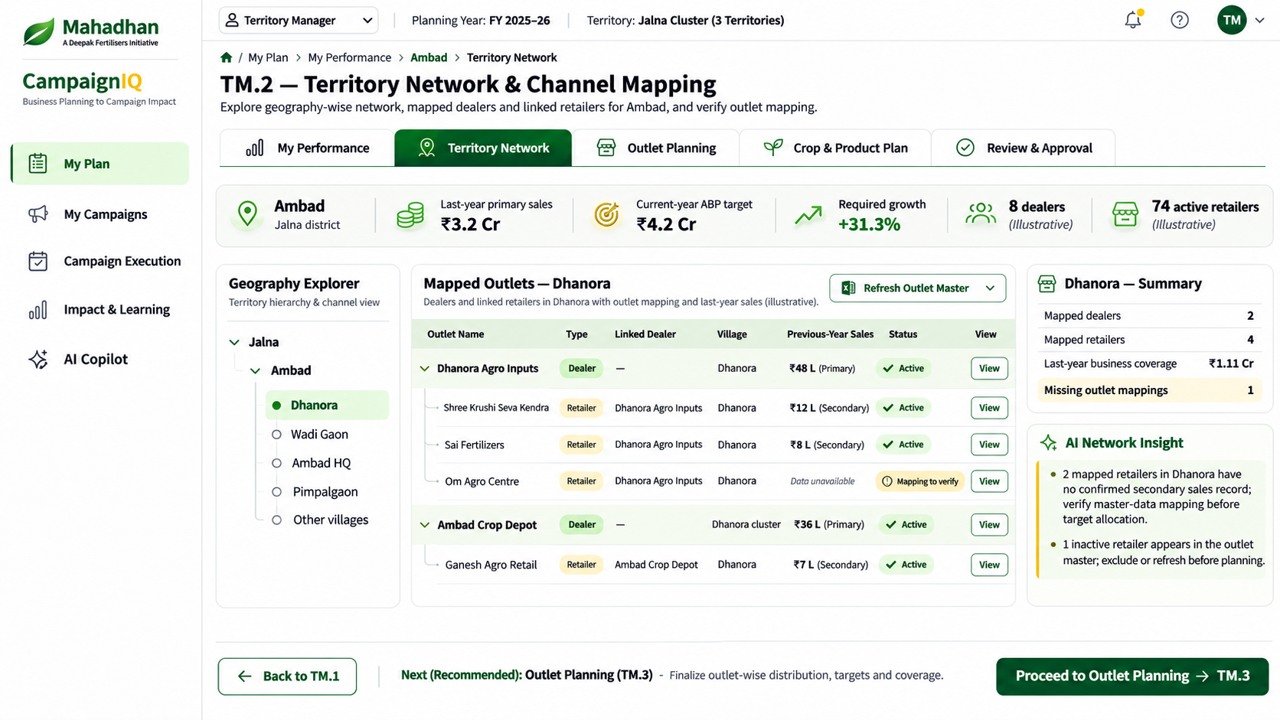 Mahadhan
A Deepak Fertilisers Initiative
CampaignIQ
Business Planning to Campaign Impact
My Plan
My Campaigns
Campaign Execution
Impact & Learning
AI Copilot
Territory Manager
Planning Year: FY 2025–26
Territory: Jalna Cluster (3 Territories)
TM
/ My Plan > My Performance > Ambad > Territory Network
TM.2 — Territory Network & Channel Mapping
Explore geography-wise network, mapped dealers and linked retailers for Ambad, and verify outlet mapping.
My Performance
Territory Network
Outlet Planning
Crop & Product Plan
Review & Approval
Ambad
Jalna district
Last-year primary sales
₹3.2 Cr
Current-year ABP target
₹4.2 Cr
Required growth
+31.3%
8 dealers
(Illustrative)
74 active retailers
(Illustrative)
Geography Explorer
Territory hierarchy & channel view
Jalna
Ambad
Dhanora
Wadi Gaon
Ambad HQ
Pimpalgaon
Other villages
Mapped Outlets — Dhanora
Dealers and linked retailers in Dhanora with outlet mapping and last-year sales (illustrative).
Refresh Outlet Master
Outlet Name Type Linked Dealer Village Previous-Year Sales Status View
Dhanora Agro Inputs Dealer — Dhanora ₹48 L (Primary) Active View
Shree Krushi Seva Kendra Retailer Dhanora Agro Inputs Dhanora ₹12 L (Secondary) Active View
Sai Fertilizers Retailer Dhanora Agro Inputs Dhanora ₹8 L (Secondary) Active View
Om Agro Centre Retailer Dhanora Agro Inputs Dhanora Data unavailable Mapping to verify View
Ambad Crop Depot Dealer — Dhanora cluster ₹36 L (Primary) Active View
Ganesh Agro Retail Retailer Ambad Crop Depot Dhanora ₹7 L (Secondary) Active View
Dhanora — Summary
Mapped dealers 2
Mapped retailers 4
Last-year business coverage ₹1.11 Cr
Missing outlet mappings 1
AI Network Insight
• 2 mapped retailers in Dhanora have
no confirmed secondary sales record;
verify master-data mapping before
target allocation.
• 1 inactive retailer appears in the outlet
master; exclude or refresh before planning.
← Back to TM.1
Next (Recommended): Outlet Planning (TM.3) - Finalize outlet-wise distribution, targets and coverage.
Proceed to Outlet Planning → TM.3